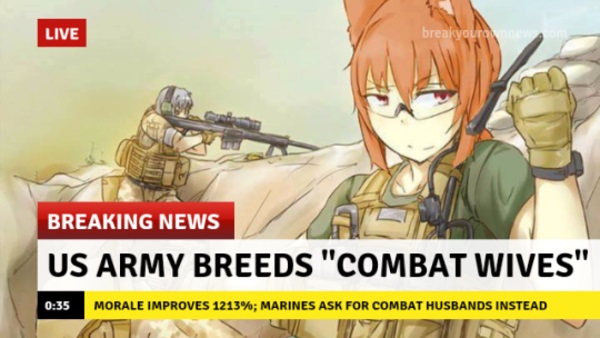 LIVE
breakyourownnews.com
BREAKING NEWS
US ARMY BREEDS "COMBAT WIVES"
0:35 MORALE IMPROVES 1213%; MARINES ASK FOR COMBAT HUSBANDS INSTEAD